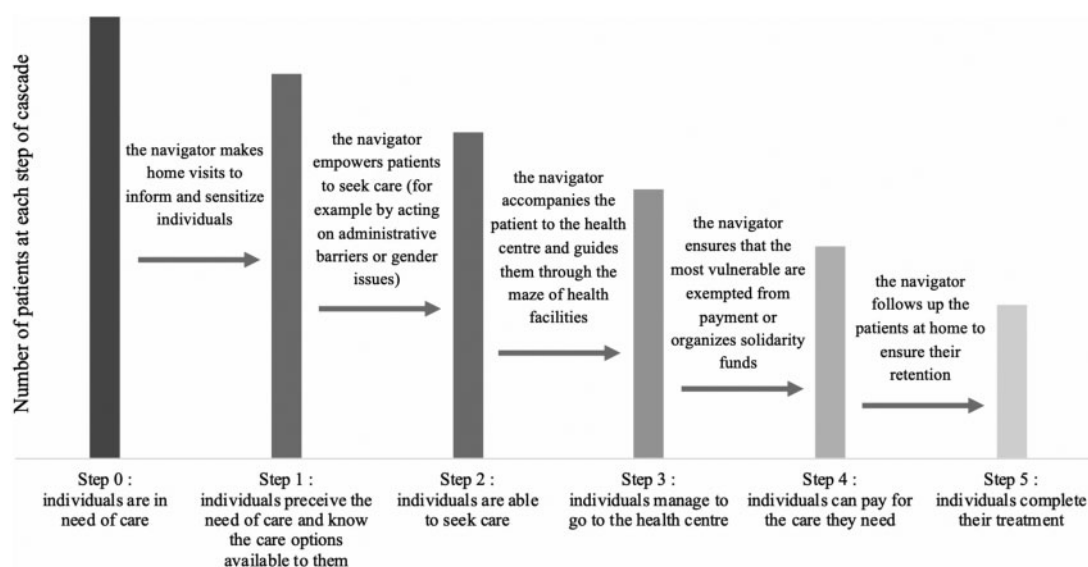 Number of patients at each step of cascade
the navigator makes
home visits to
inform and sensitize
individuals
the navigator
empowers patients
to seek care (for
example by acting
on administrative
barriers or gender
issues)
the navigator
accompanies the
patient to the health
centre and guides
them through the
maze of health
facilities
the navigator
ensures that the
most vulnerable are
exempted from
payment or
organizes solidarity
funds
the navigator
follows up the
patients at home to
ensure their
retention
Step 0 :
individuals are in
need of care
Step 1 :
individuals preceive the
need of care and know
the care options
available to them
Step 2 :
individuals are able
to seek care
Step 3 :
individuals manage to
go to the health centre
Step 4 :
individuals can pay for
the care they need
Step 5 :
individuals complete
their treatment